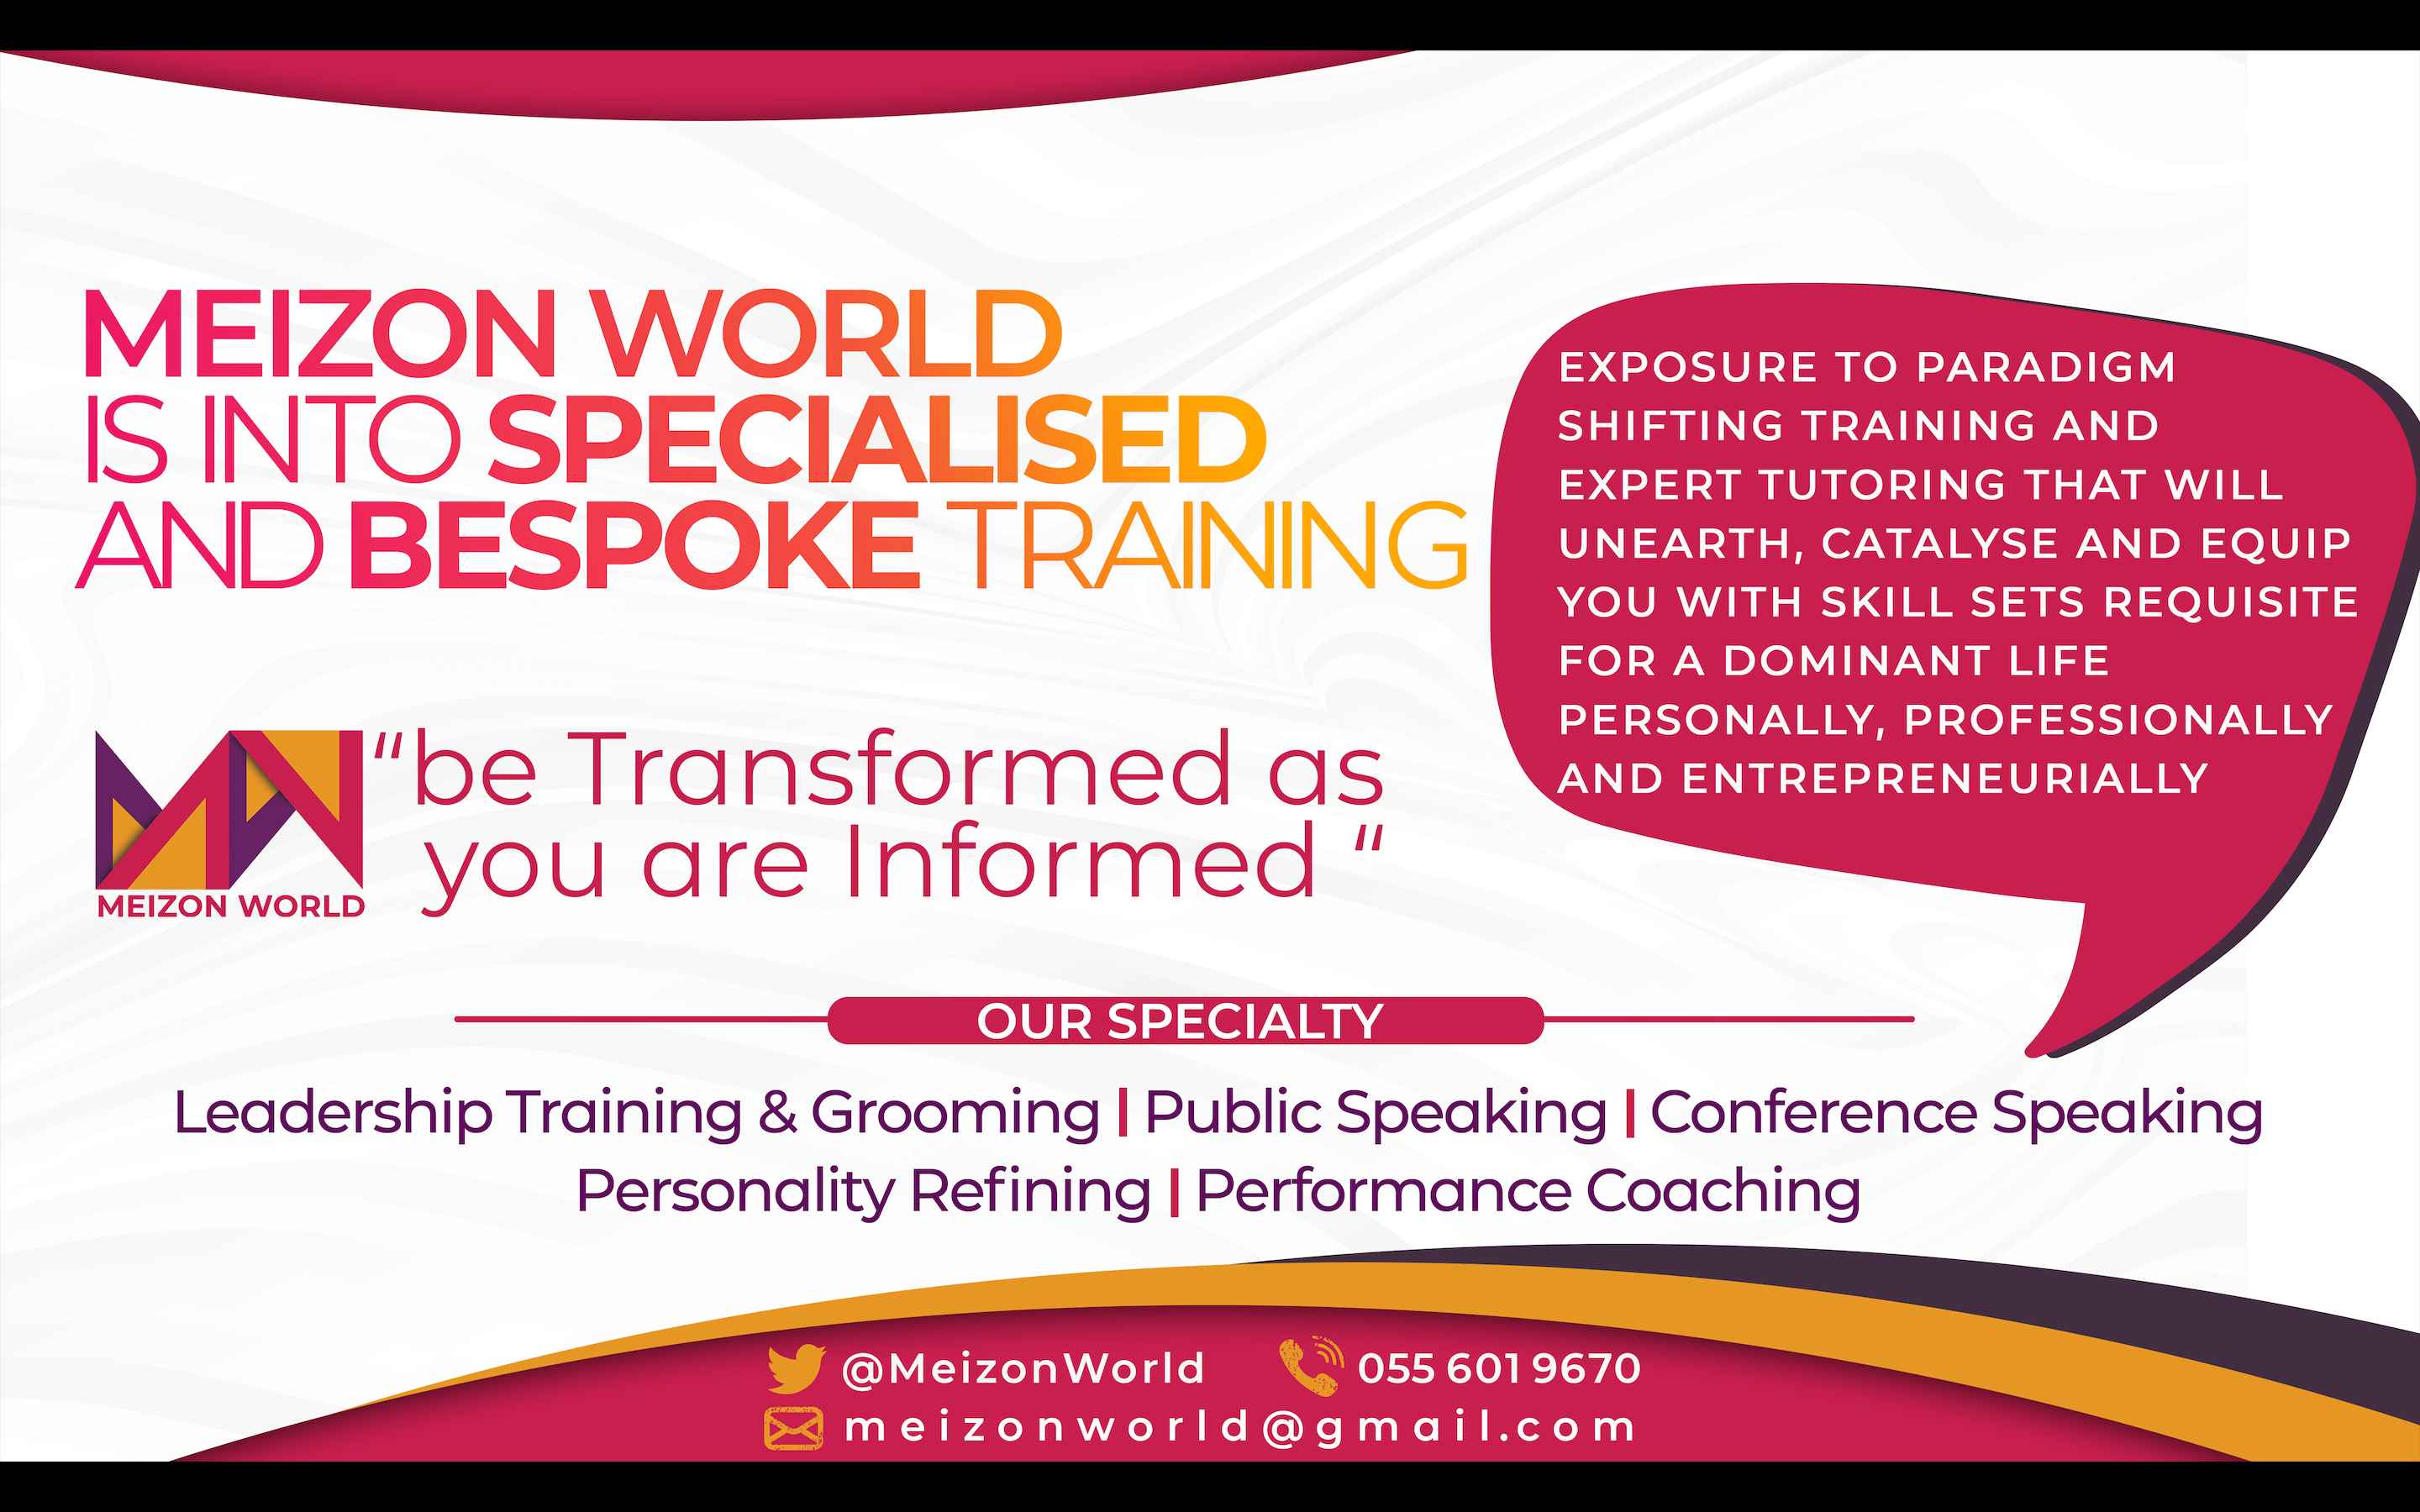 MEIZON WORLD
IS INTO SPECIALISED
AND BESPOKE TRAINING
EXPOSURE TO PARADIGM
SHIFTING TRAINING AND
EXPERT TUTORING THAT WILL
UNEARTH, CATALYSE AND EQUIP
YOU WITH SKILL SETS REQUISITE
FOR A DOMINANT LIFE
PERSONALLY, PROFESSIONALLY
AND ENTREPRENEURIALLY
MEIZON WORLD
“be Transformed as
you are Informed “
OUR SPECIALTY
Leadership Training & Grooming | Public Speaking | Conference Speaking
Personality Refining | Performance Coaching
@MeizonWorld 055 601 9670
meizonworld@gmail.com